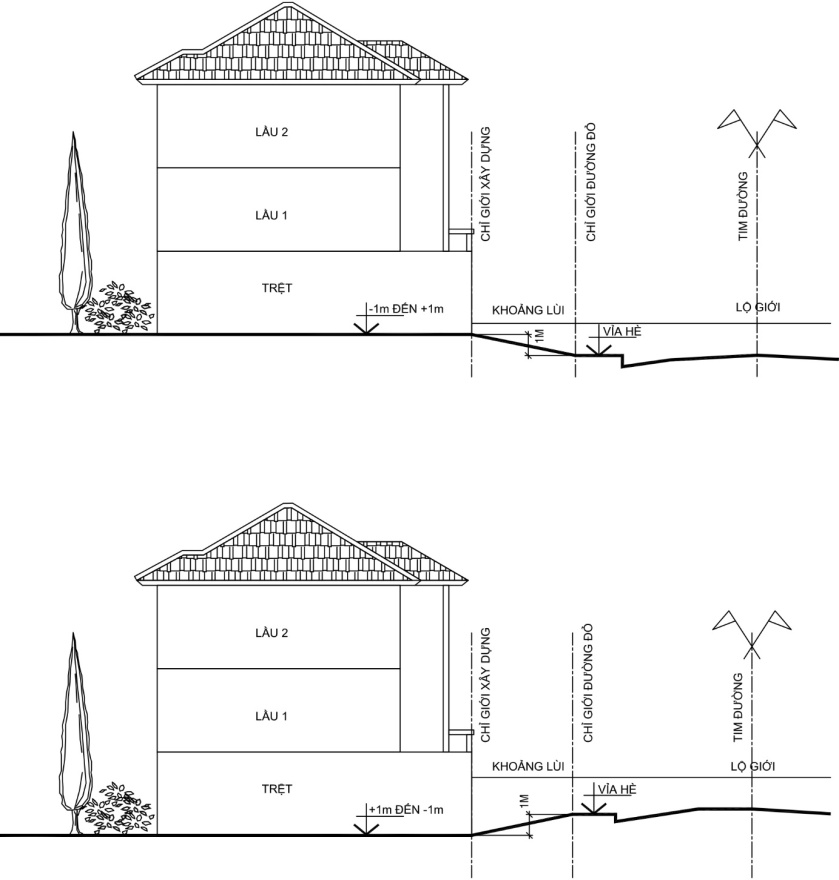 LẦU 2
LẦU 1
TRỆT
-1m ĐẾN +1m
CHỈ GIỚI XÂY DỰNG
CHỈ GIỚI ĐƯỜNG ĐỎ
TIM ĐƯỜNG
KHOẢNG LÙI
LỘ GIỚI
1M
VỈA HÈ
LẦU 2
LẦU 1
TRỆT
+1m ĐẾN -1m
CHỈ GIỚI XÂY DỰNG
CHỈ GIỚI ĐƯỜNG ĐỎ
TIM ĐƯỜNG
KHOẢNG LÙI
LỘ GIỚI
1M
VỈA HÈ